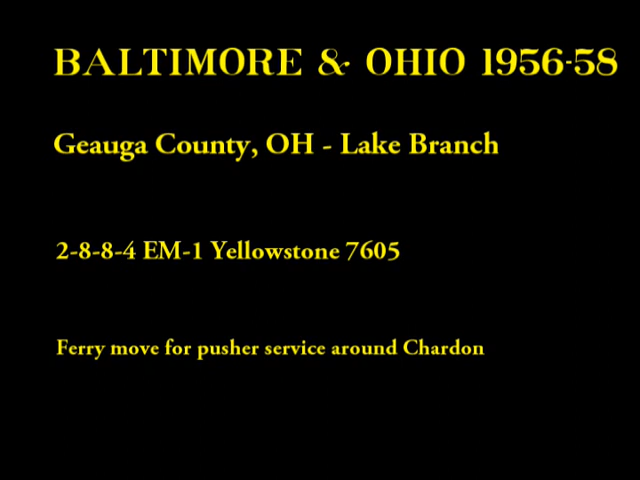 BALTIMORE & OHIO 1956-58
Geauga County, OH - Lake Branch
2-8-8-4 EM-1 Yellowstone 7605
Ferry move for pusher service around Chardon